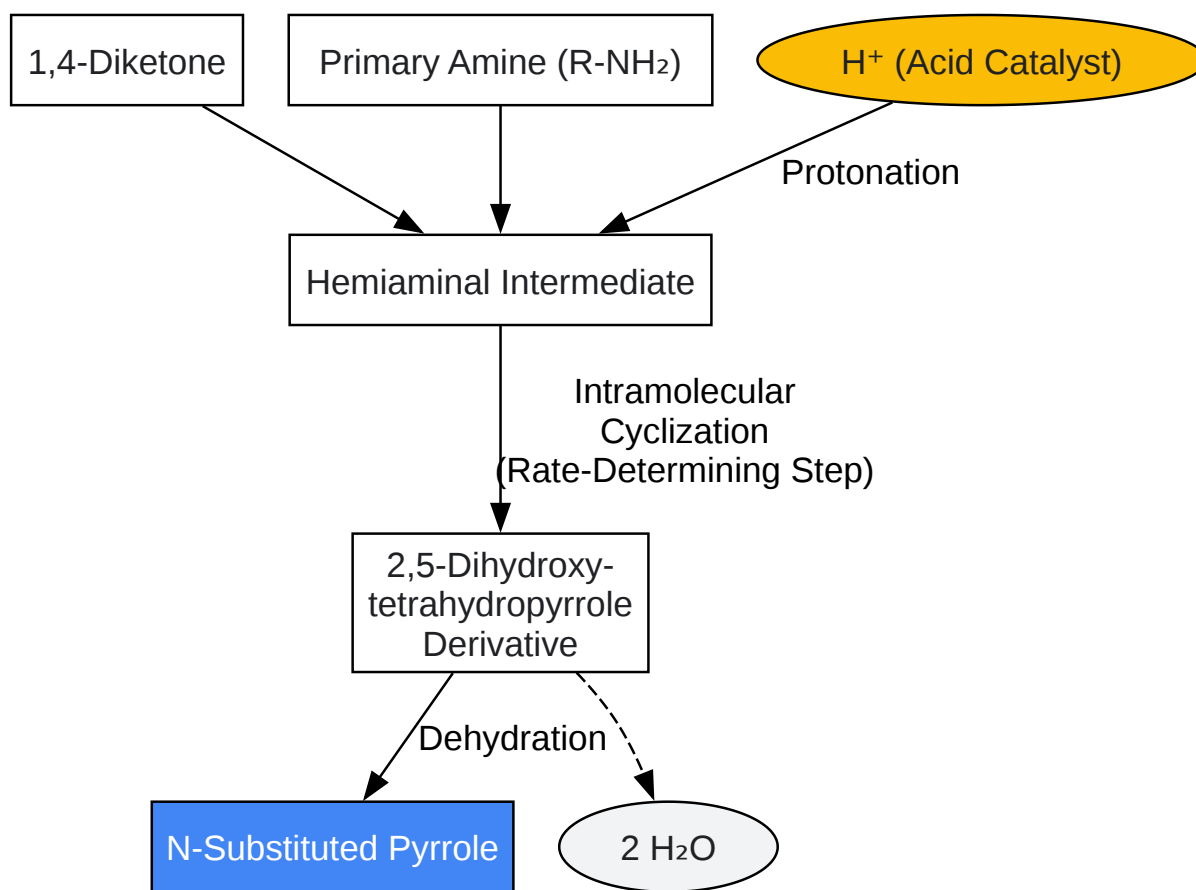 1,4-Diketone
Primary Amine (R-NH₂)
H⁺ (Acid Catalyst)
Protonation
Hemiaminal Intermediate
Intramolecular
Cyclization
(Rate-Determining Step)
2,5-Dihydroxy-
tetrahydropyrrole
Derivative
Dehydration
N-Substituted Pyrrole
2 H₂O